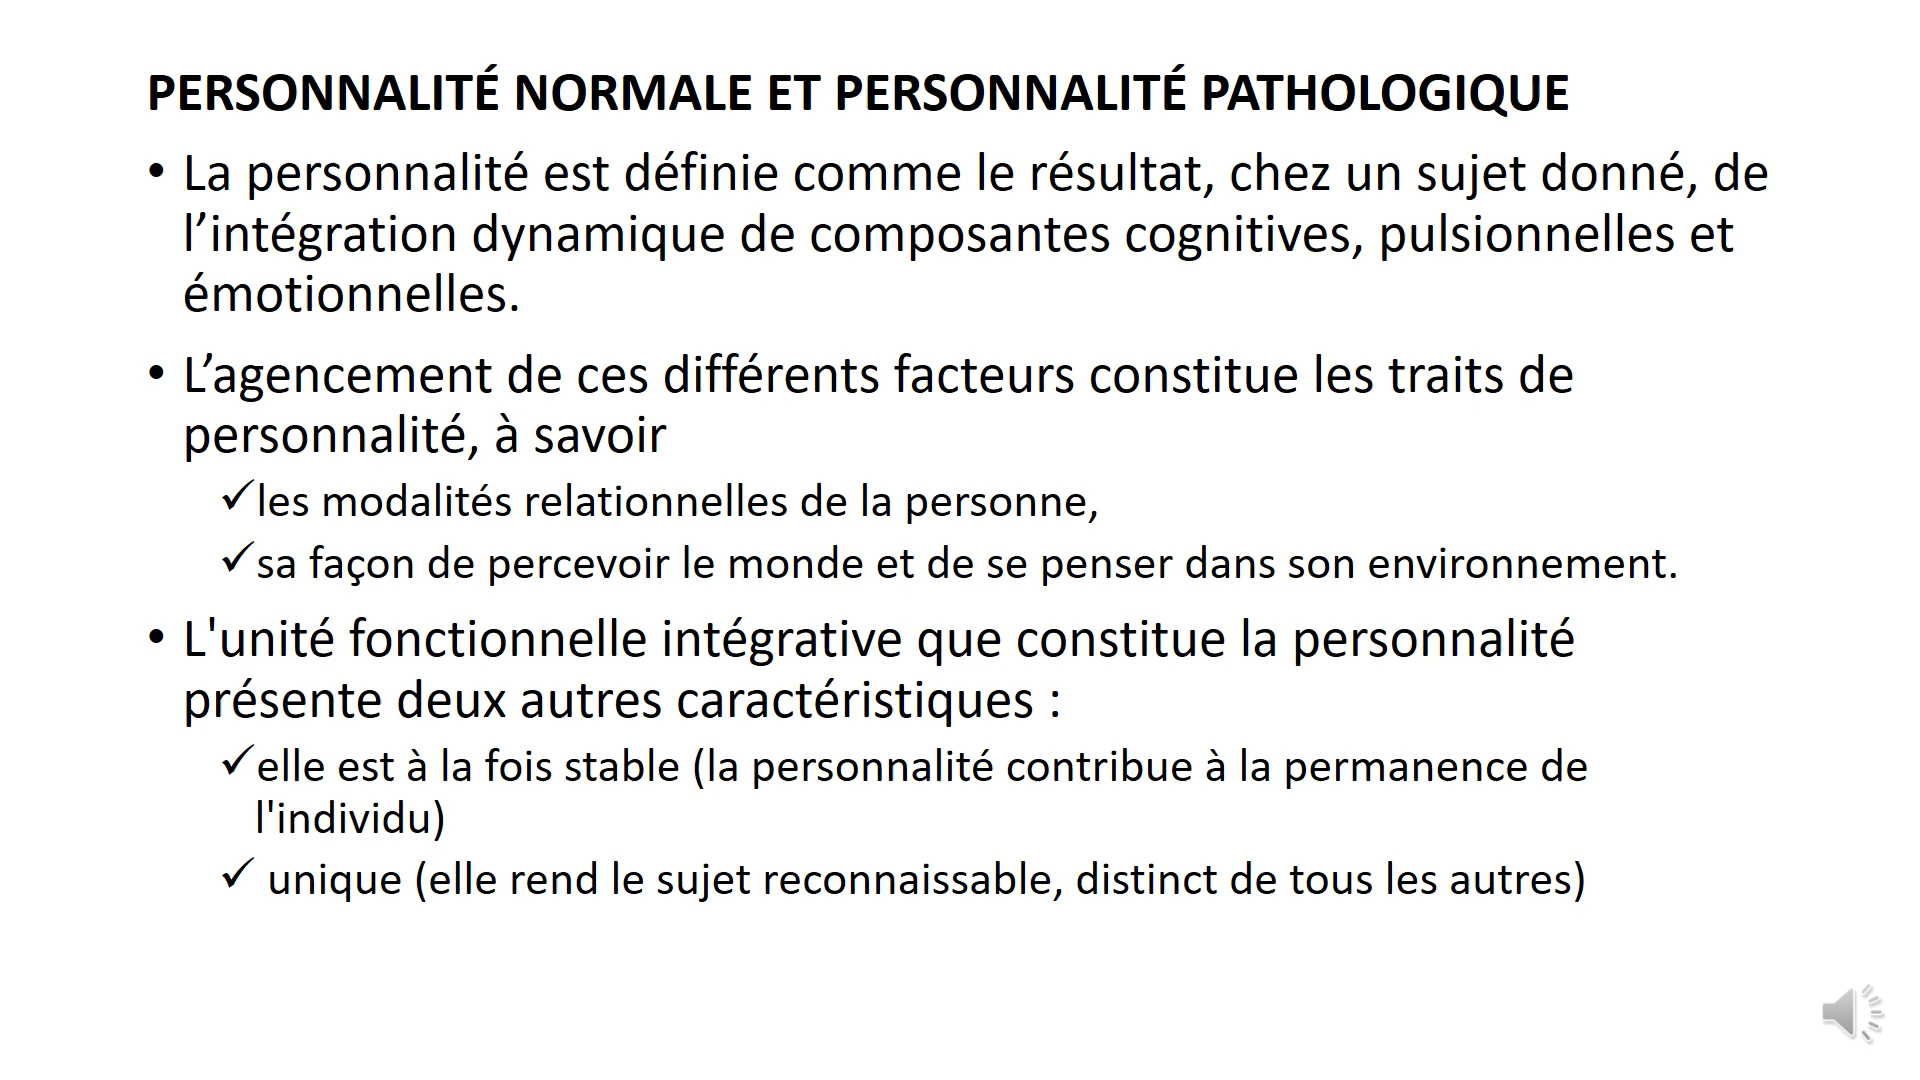 PERSONNALITÉ NORMALE ET PERSONNALITÉ PATHOLOGIQUE
• La personnalité est définie comme le résultat, chez un sujet donné, de
l’intégration dynamique de composantes cognitives, pulsionnelles et
émotionnelles.
• L’agencement de ces différents facteurs constitue les traits de
personnalité, à savoir
✓les modalités relationnelles de la personne,
✓sa façon de percevoir le monde et de se penser dans son environnement.
• L'unité fonctionnelle intégrative que constitue la personnalité
présente deux autres caractéristiques :
✓elle est à la fois stable (la personnalité contribue à la permanence de
l'individu)
✓ unique (elle rend le sujet reconnaissable, distinct de tous les autres)